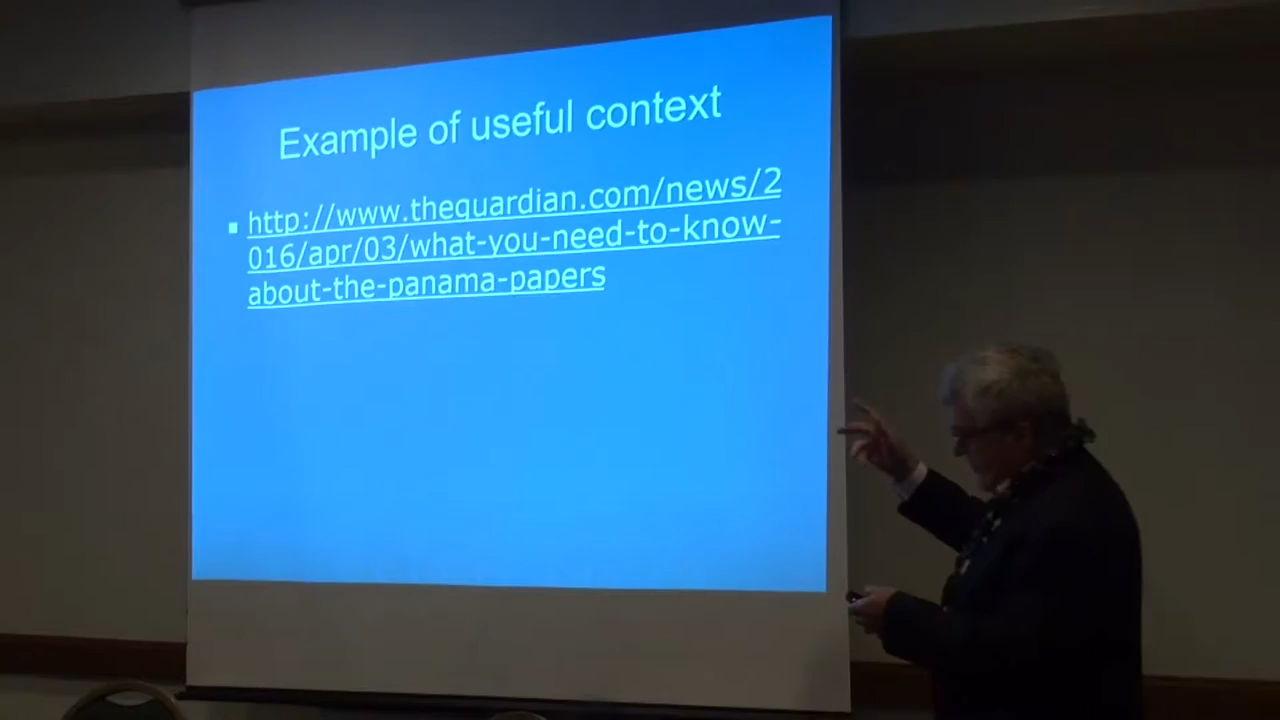 Example of useful context
http://www.theguardian.com/news/2
016/apr/03/what-you-need-to-know-
about-the-panama-papers